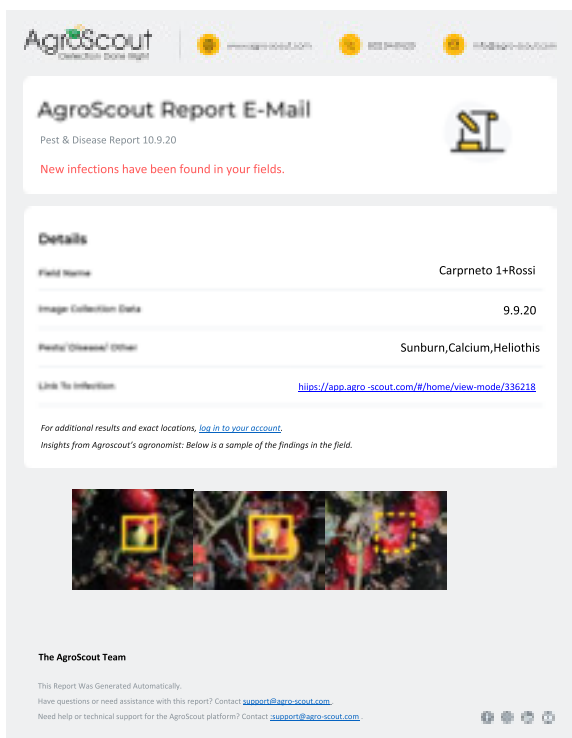 AgroScout
Detection Done Right
AgroScout Report E-Mail
Pest & Disease Report 10.9.20
New infections have been found in your fields.
Details
Field Name
Carprneto 1+Rossi
Image Collection Data
9.9.20
Pests/ Disease/ Other
Sunburn,Calcium,Heliothis
Link To Infection
hiips://app.agro -scout.com/#/home/view-mode/336218
For additional results and exact locations, log in to your account.
Insights from Agroscout's agronomist: Below is a sample of the findings in the field.
The AgroScout Team
This Report Was Generated Automatically.
Have questions or need assistance with this report? Contact support@agro-scout.com .
Need help or technical support for the AgroScout platform? Contact :support@agro-scout.com .